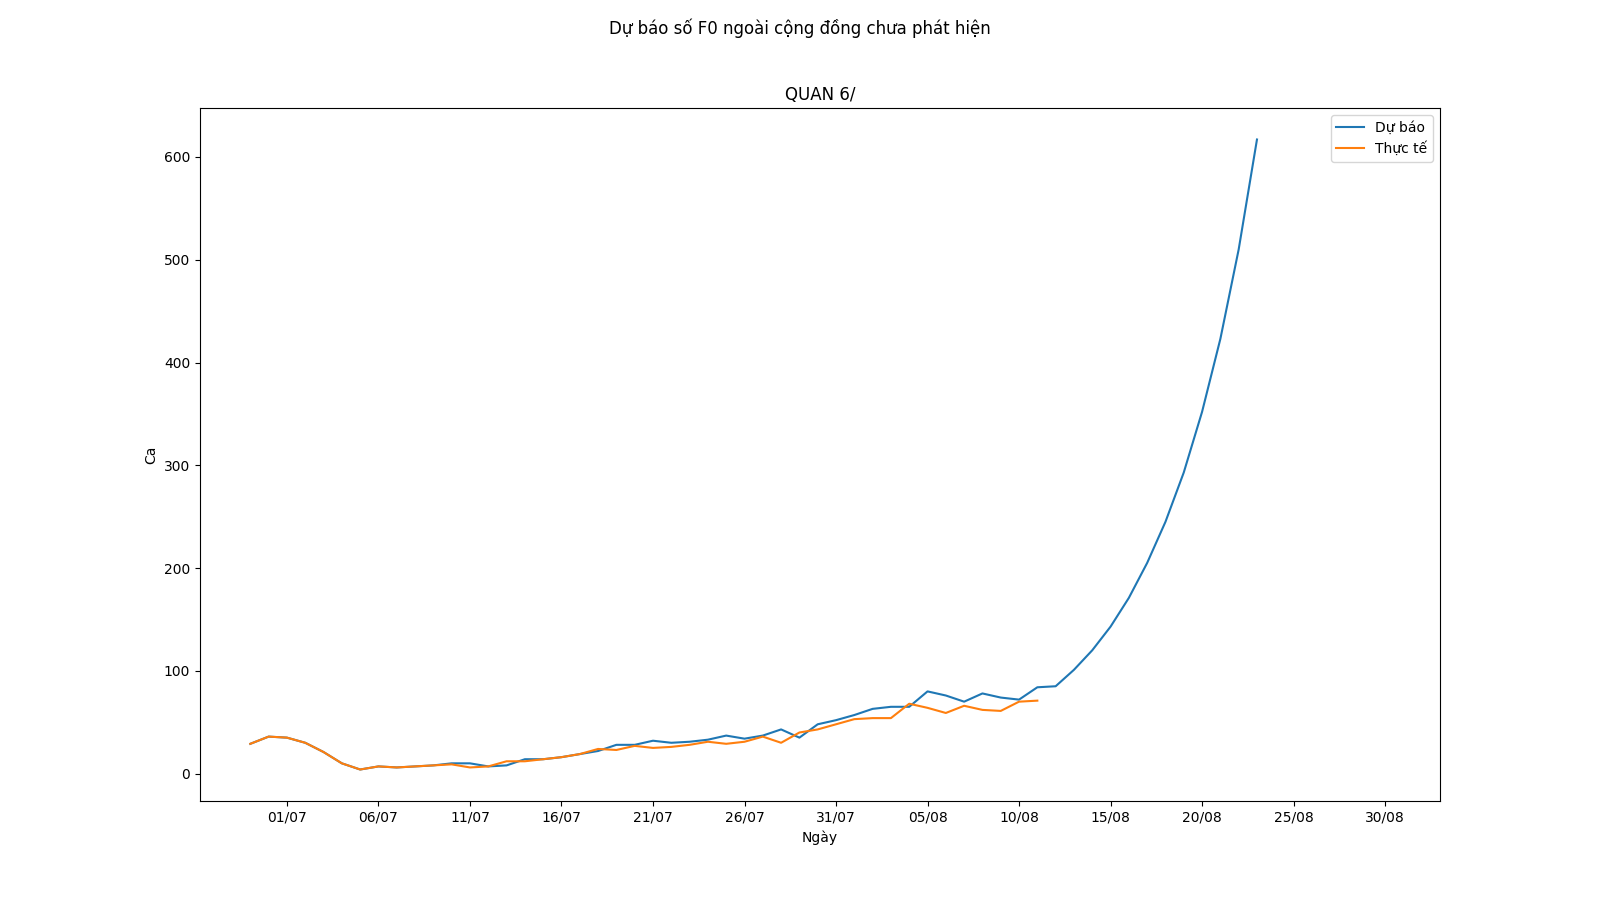 Dự báo số F0 ngoài cộng đồng chưa phát hiện
QUAN 6/
Dự báo
Thực tế
600
500
400
300
200
100
0
Ca
01/07 06/07 11/07 16/07 21/07 26/07 31/07 05/08 10/08 15/08 20/08 25/08 30/08
Ngày